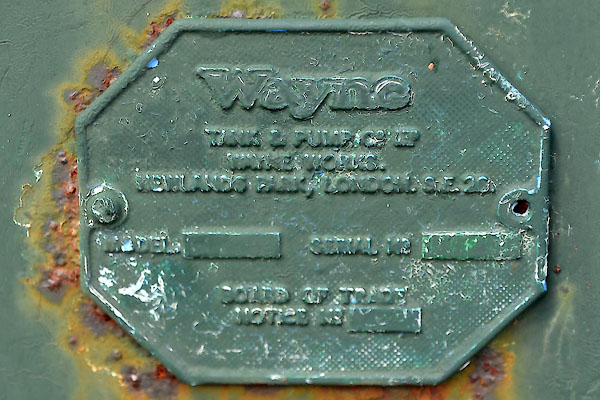 Wayne
TANK & PUMP CO LTD
WAYNE WORKS,
NEWLANDS PARK, LONDON. S.E. 26.
MODEL: SERIAL NO
BOARD OF TRADE
NOTICE NO